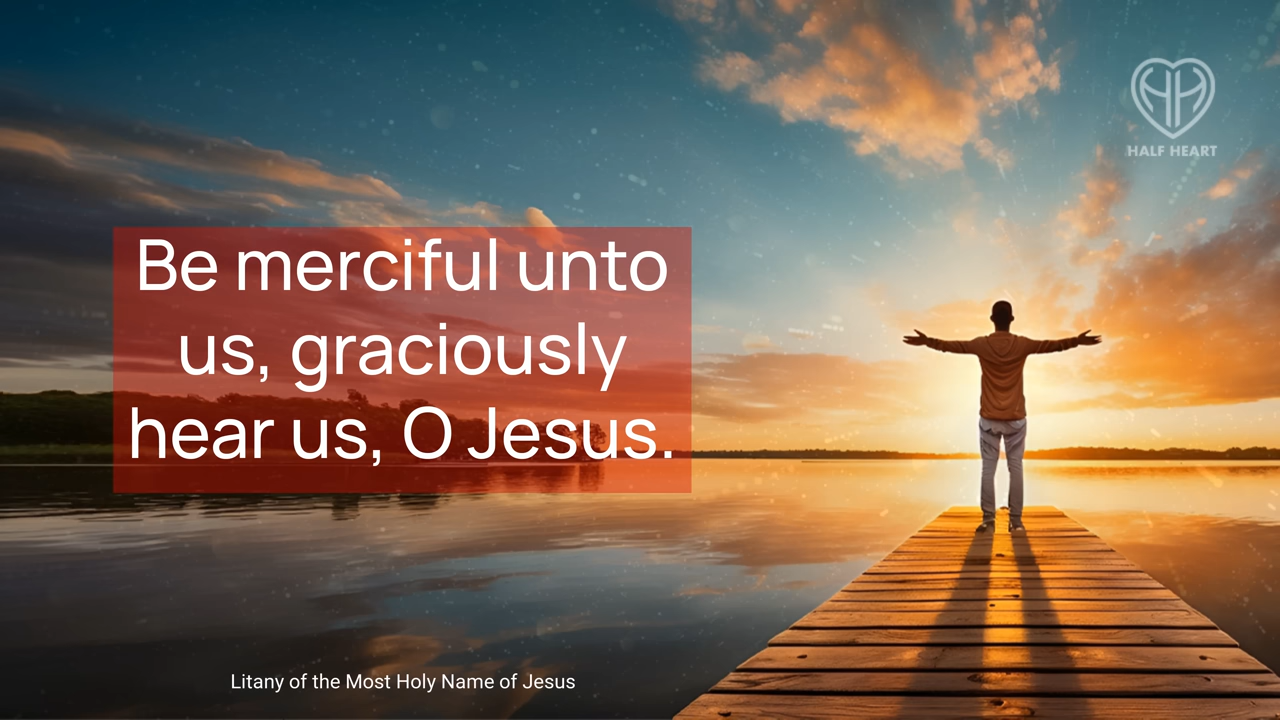 HALF HEART
Be merciful unto
us, graciously
hear us, O Jesus.
Litany of the Most Holy Name of Jesus